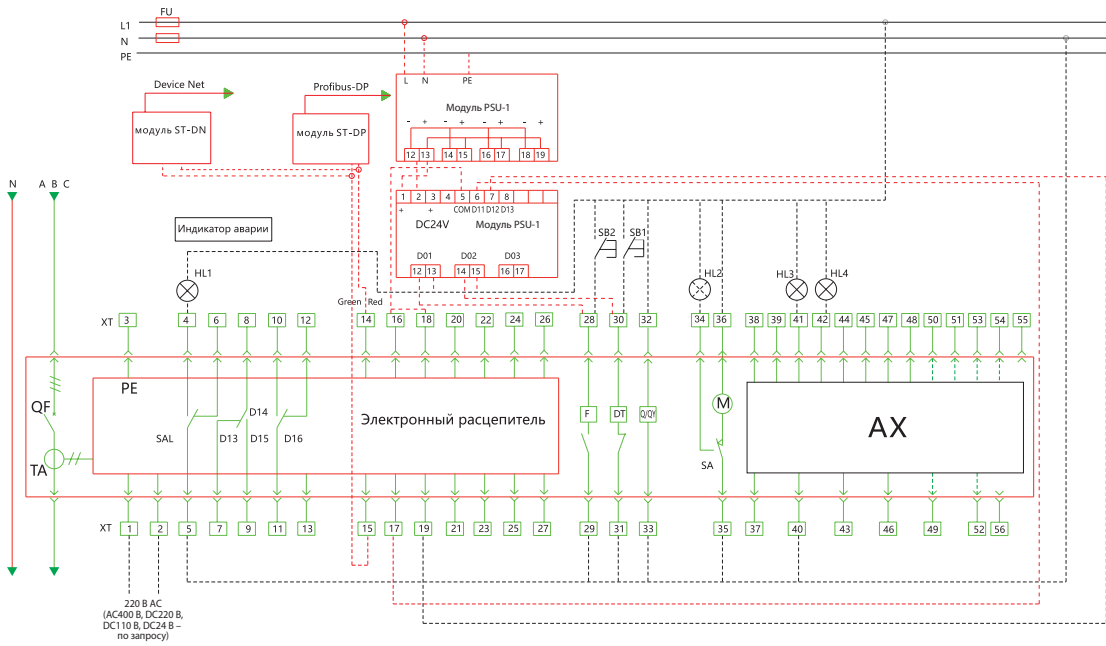 FU
L1
N
PE
L N PE
Device Net
Profibus-DP
Модуль PSU-1
- + - + - + - +
модуль ST-DN
модуль ST-DP
12 13 14 15 16 17 18 19
N A B C
1 2 3 4 5 6 7 8
+ + COM D11 D12 D13
DC24V Модуль PSU-1
Индикатор аварии
SB2 SB1
D01 D02 D03
12 13 14 15 16 17
HL1 HL2 HL3 HL4
Green Red
XT 3 4 6 8 10 12 14 16 18 20 22 24 26 28 30 32 34 36 38 39 41 42 44 45 47 48 50 51 53 54 55
PE
QF
M
D14
F DT Q/QY
Электронный расцепитель
AX
SAL D13 D15 D16
SA
TA
XT 1 2 5 7 9 11 13 15 17 19 21 23 25 27 29 31 33 35 37 40 43 46 49 52 56
220 В AC
(AC400 В, DC220 В,
DC110 В, DC24 В –
по запросу)